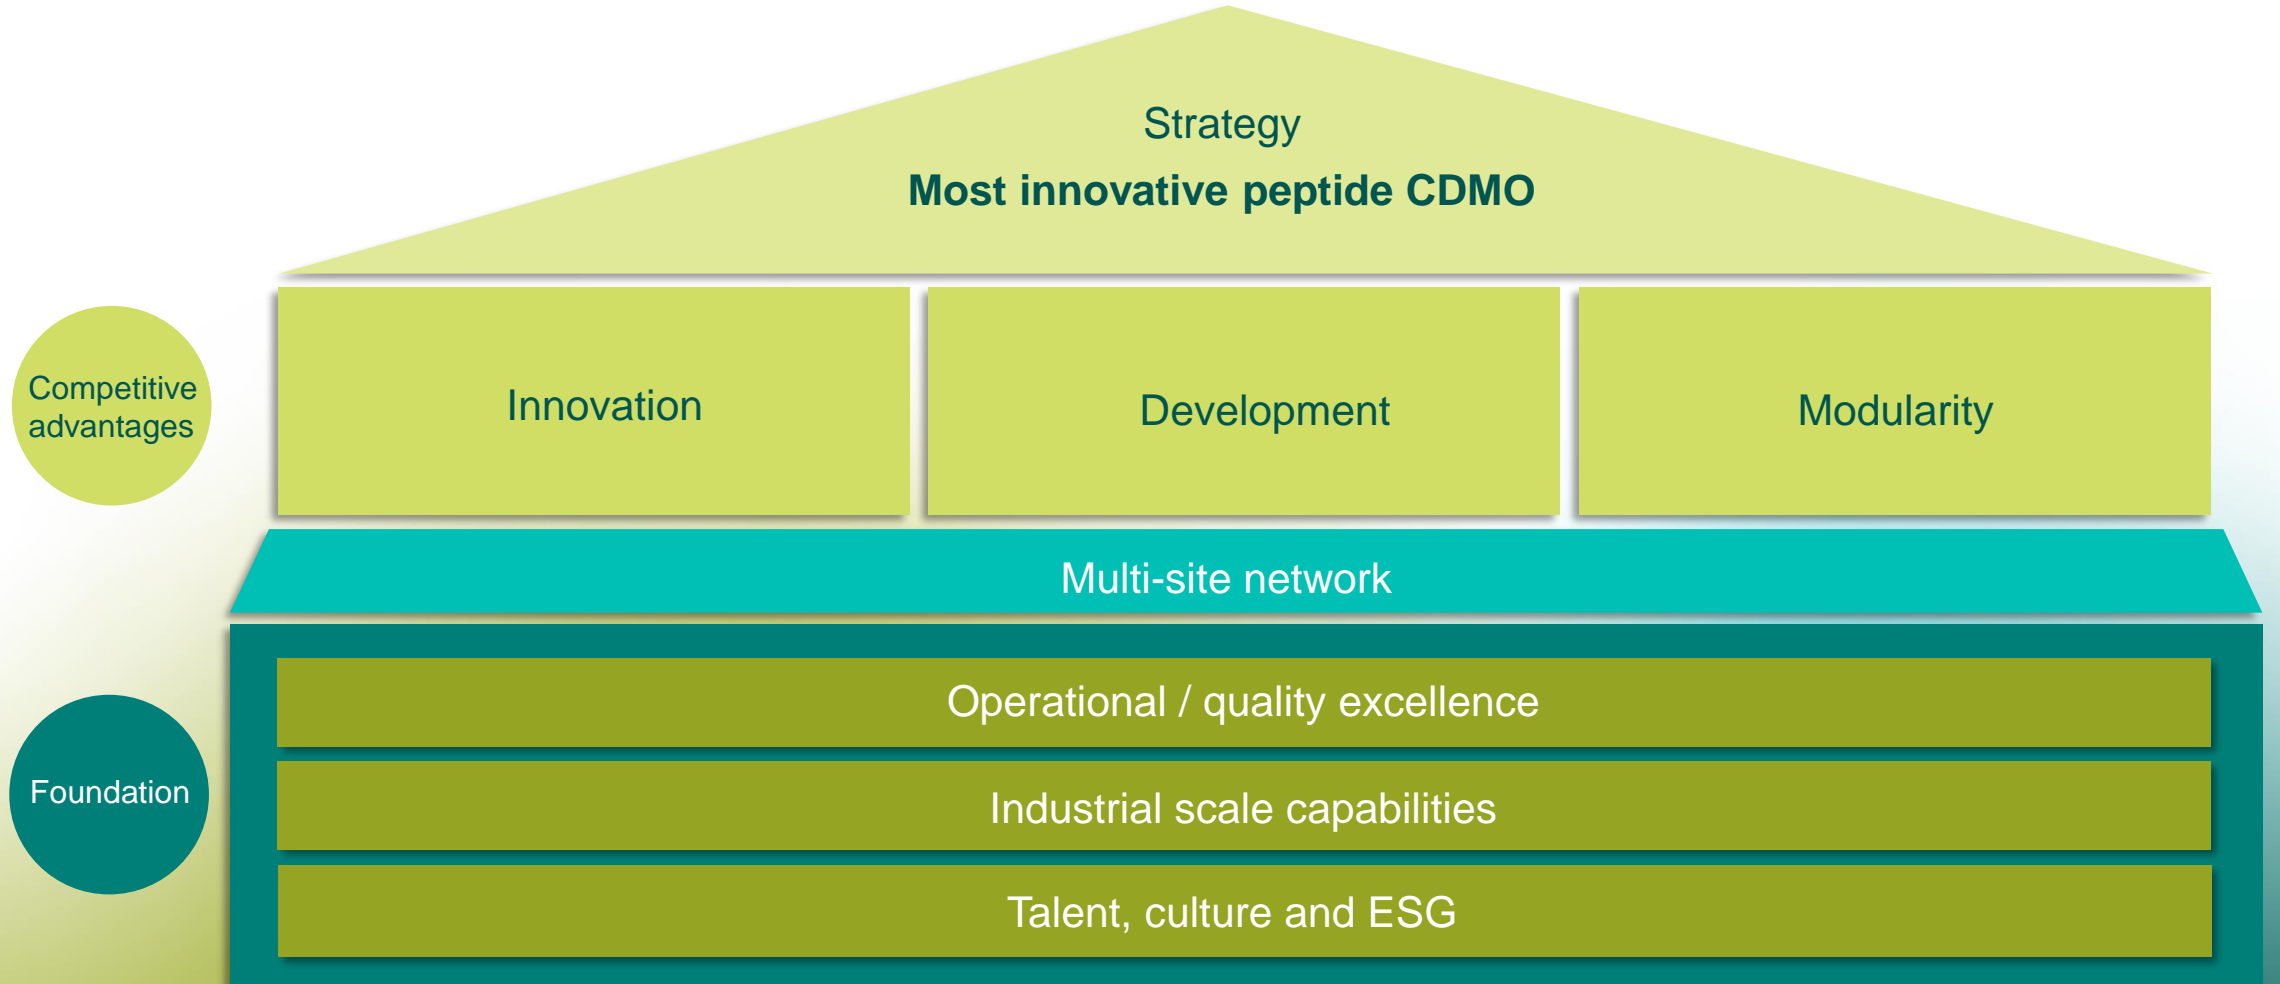 Strategy
Most innovative peptide CDMO
Competitive
advantages
Innovation
Development
Modularity
Multi-site network
Foundation
Operational / quality excellence
Industrial scale capabilities
Talent, culture and ESG